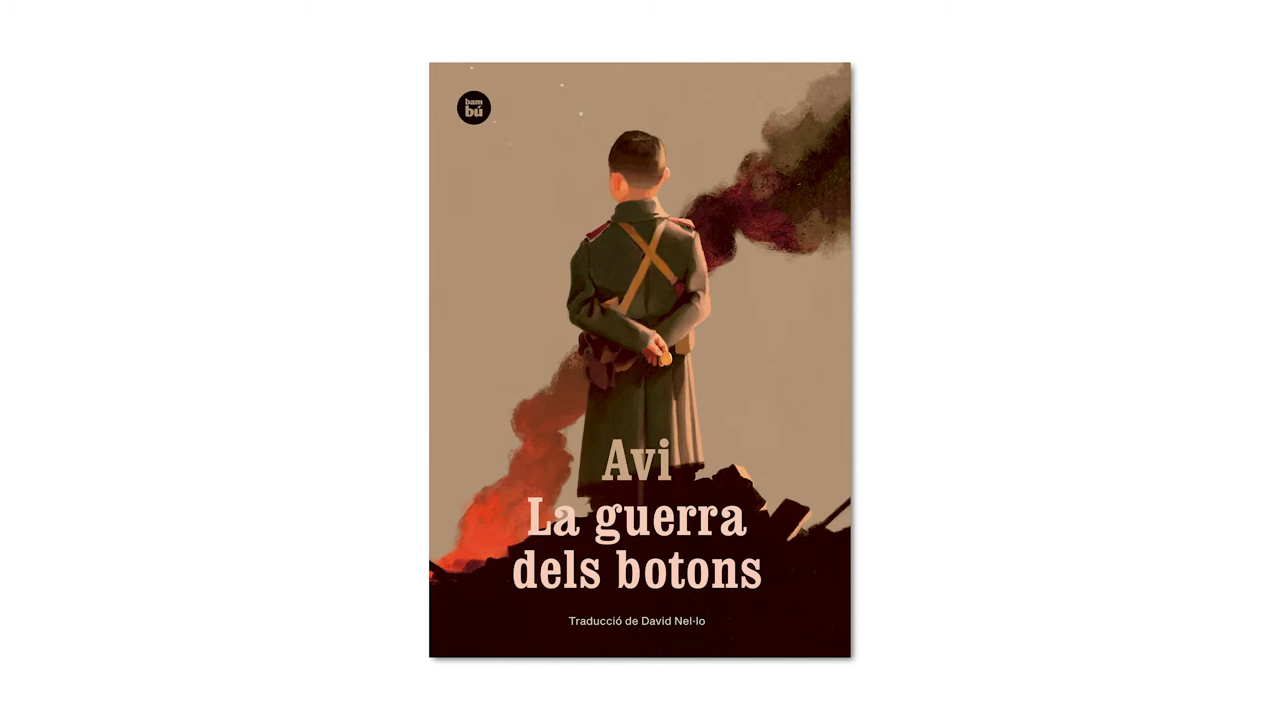 bam
bú
Avi
La guerra
dels botons
Traducció de David Nel·lo